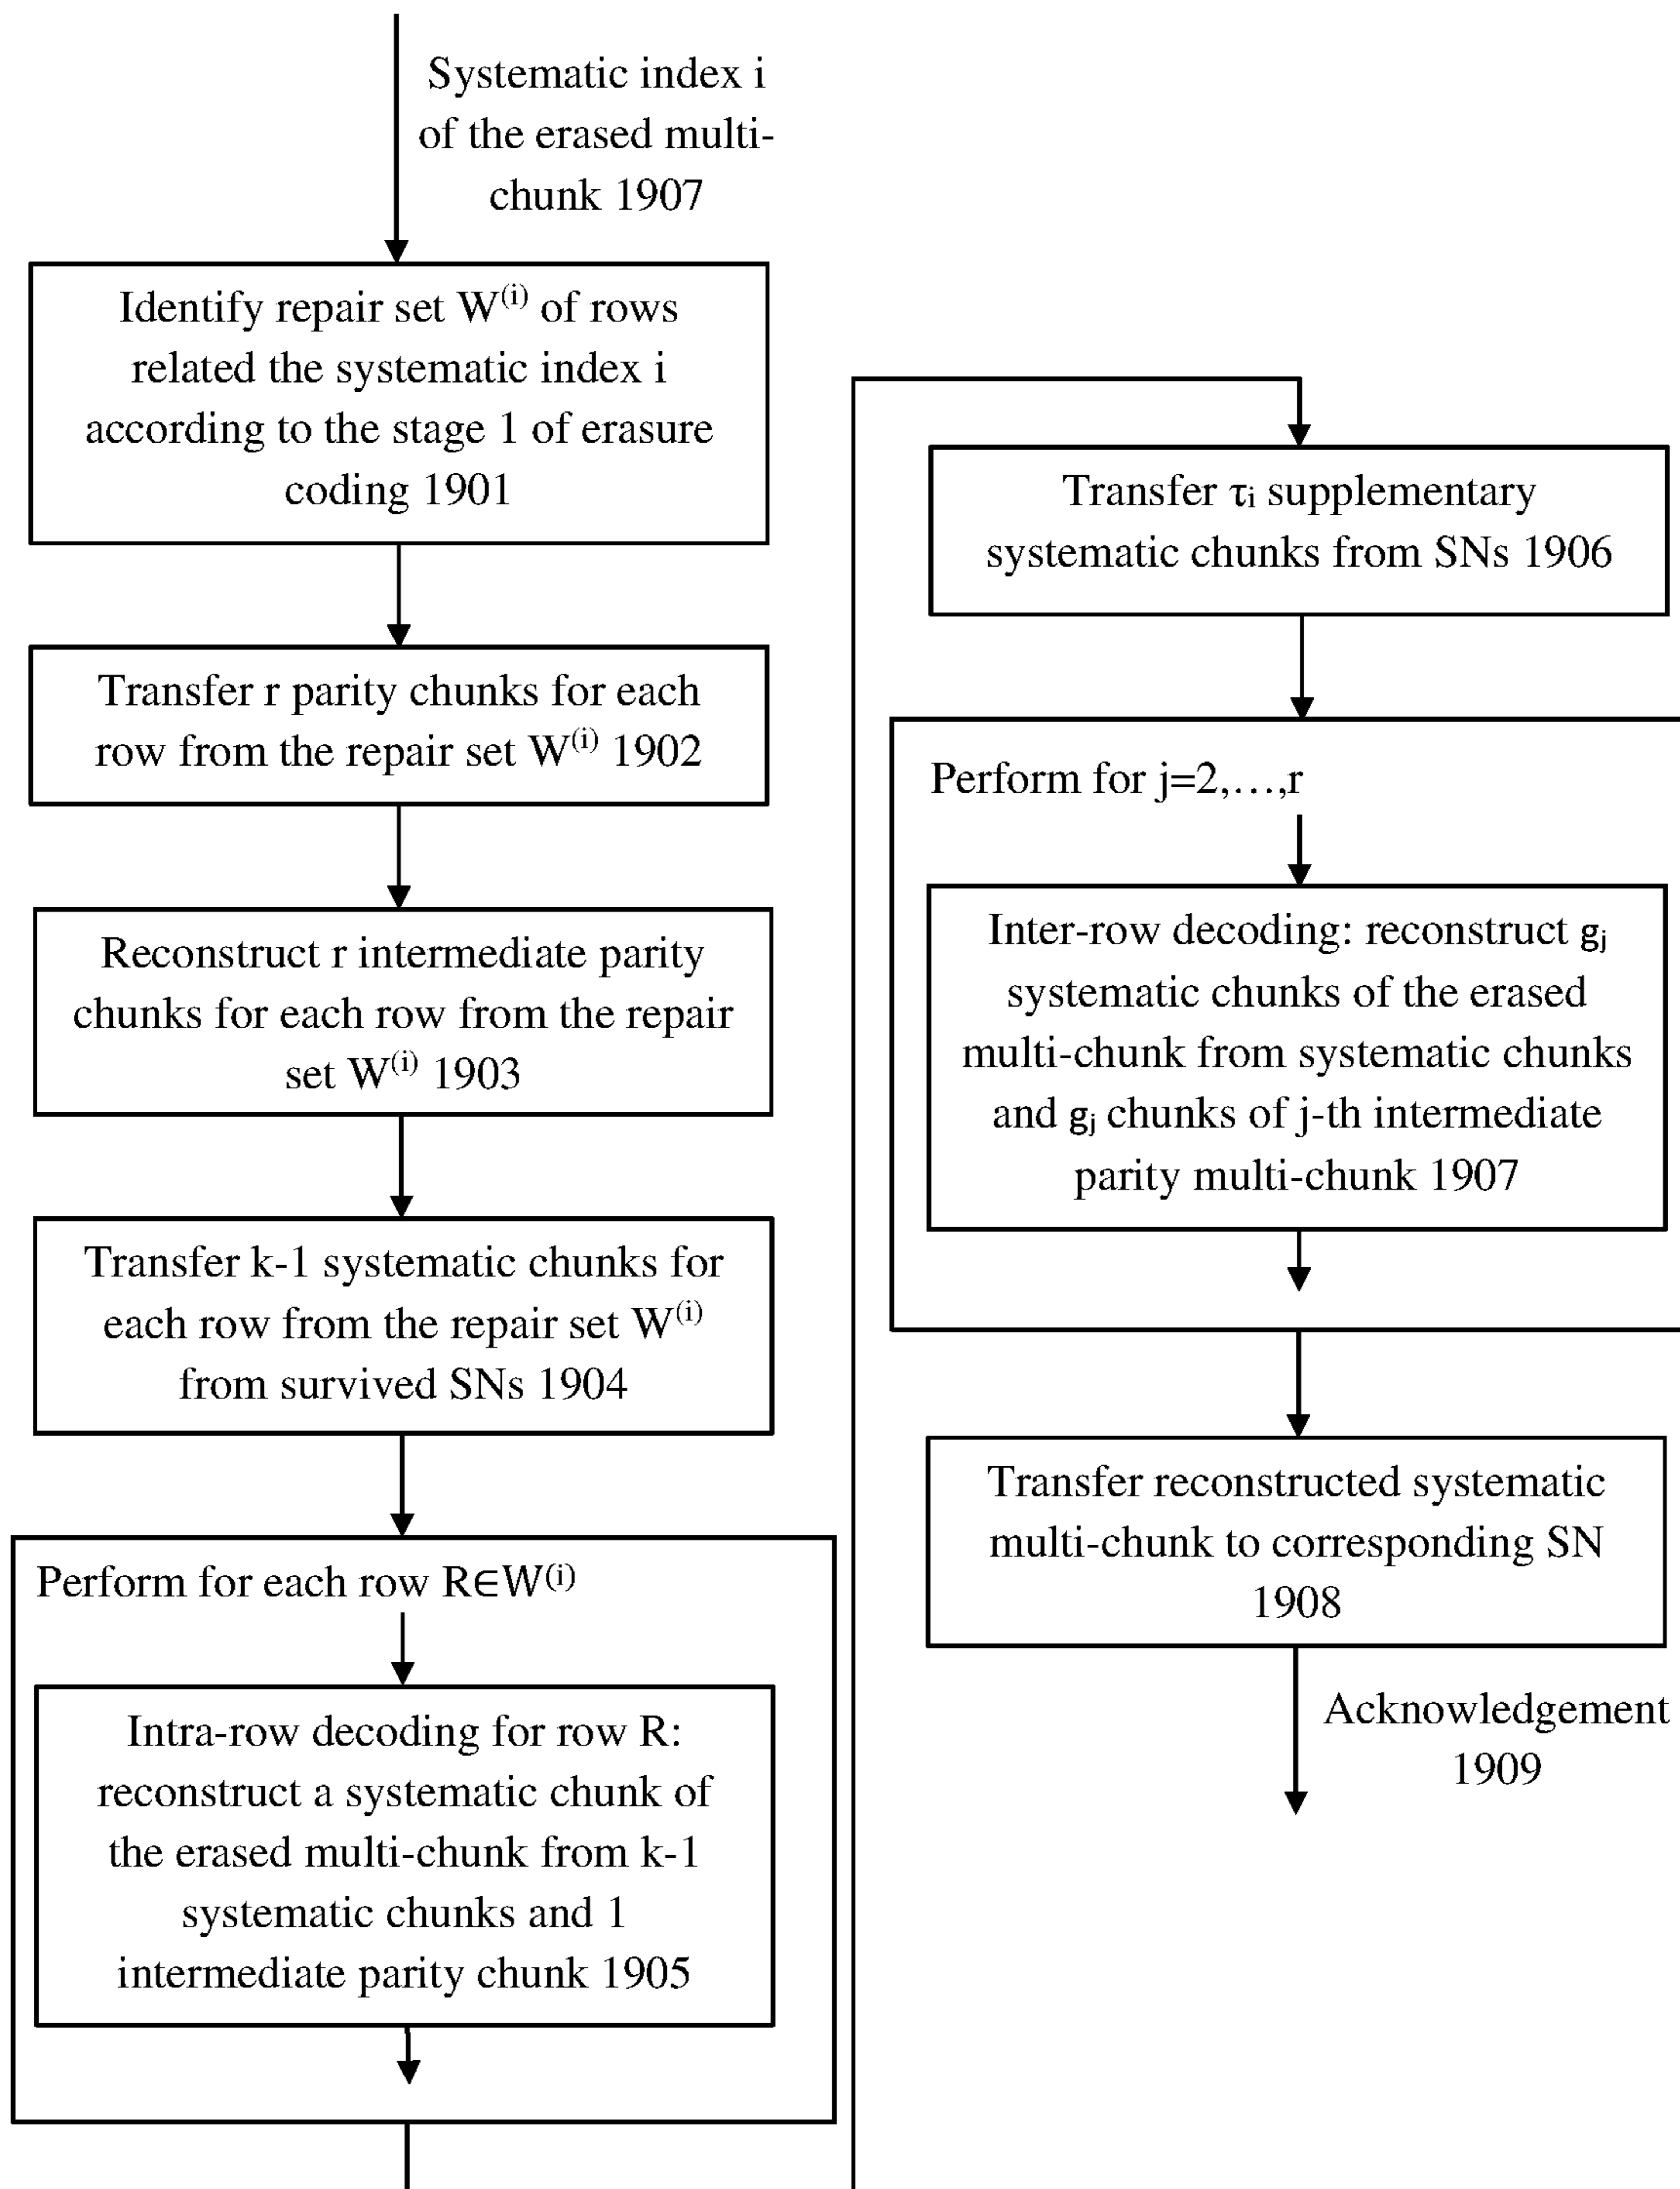 Systematic index i
of the erased multi-
chunk 1907
Identify repair set W⁽ⁱ⁾ of rows
related the systematic index i
according to the stage 1 of erasure
coding 1901
Transfer r parity chunks for each
row from the repair set W⁽ⁱ⁾ 1902
Reconstruct r intermediate parity
chunks for each row from the repair
set W⁽ⁱ⁾ 1903
Transfer k-1 systematic chunks for
each row from the repair set W⁽ⁱ⁾
from survived SNs 1904
Perform for each row R∈W⁽ⁱ⁾
Intra-row decoding for row R:
reconstruct a systematic chunk of
the erased multi-chunk from k-1
systematic chunks and 1
intermediate parity chunk 1905
Transfer τᵢ supplementary
systematic chunks from SNs 1906
Perform for j=2,…,r
Inter-row decoding: reconstruct gⱼ
systematic chunks of the erased
multi-chunk from systematic chunks
and gⱼ chunks of j-th intermediate
parity multi-chunk 1907
Transfer reconstructed systematic
multi-chunk to corresponding SN
1908
Acknowledgement
1909